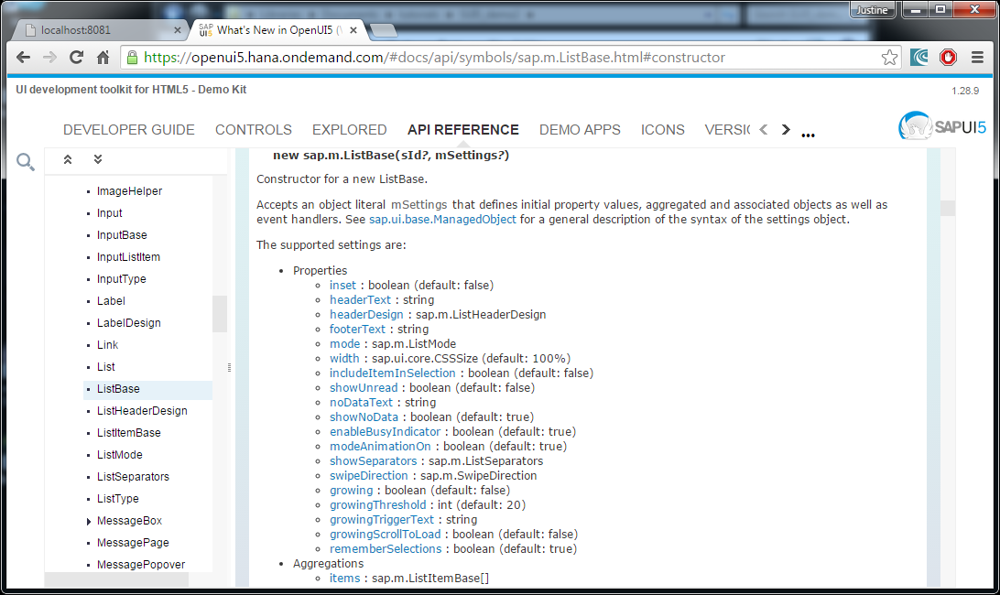 Justine
localhost:8081
SAP UI5 What's New in OpenUI5 (
https://openui5.hana.ondemand.com/#docs/api/symbols/sap.m.ListBase.html#constructor
UI development toolkit for HTML5 - Demo Kit
1.28.9
DEVELOPER GUIDE CONTROLS EXPLORED API REFERENCE DEMO APPS ICONS VERSI ...
SAPUI5
ImageHelper
Input
InputBase
InputListItem
InputType
Label
LabelDesign
Link
List
ListBase
ListHeaderDesign
ListItemBase
ListMode
ListSeparators
ListType
MessageBox
MessagePage
MessagePopover
new sap.m.ListBase(sId?, mSettings?)
Constructor for a new ListBase.
Accepts an object literal mSettings that defines initial property values, aggregated and associated objects as well as
event handlers. See sap.ui.base.ManagedObject for a general description of the syntax of the settings object.
The supported settings are:
• Properties
inset : boolean (default: false)
headerText : string
headerDesign : sap.m.ListHeaderDesign
footerText : string
mode : sap.m.ListMode
width : sap.ui.core.CSSSize (default: 100%)
includeItemInSelection : boolean (default: false)
showUnread : boolean (default: false)
noDataText : string
showNoData : boolean (default: true)
enableBusyIndicator : boolean (default: true)
modeAnimationOn : boolean (default: true)
showSeparators : sap.m.ListSeparators
swipeDirection : sap.m.SwipeDirection
growing : boolean (default: false)
growingThreshold : int (default: 20)
growingTriggerText : string
growingScrollToLoad : boolean (default: false)
rememberSelections : boolean (default: true)
• Aggregations
items : sap.m.ListItemBase[]